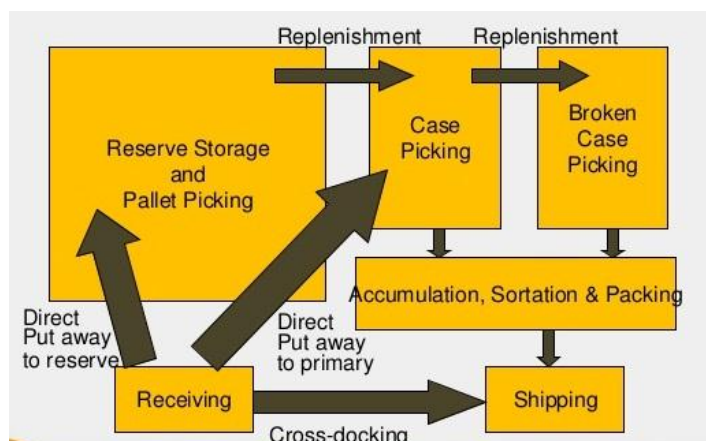 Replenishment
Replenishment
Reserve Storage
and
Pallet Picking
Case
Picking
Broken
Case
Picking
Accumulation, Sortation & Packing
Direct
Put away
to reserve
Direct
Put away
to primary
Receiving
Shipping
Cross-docking